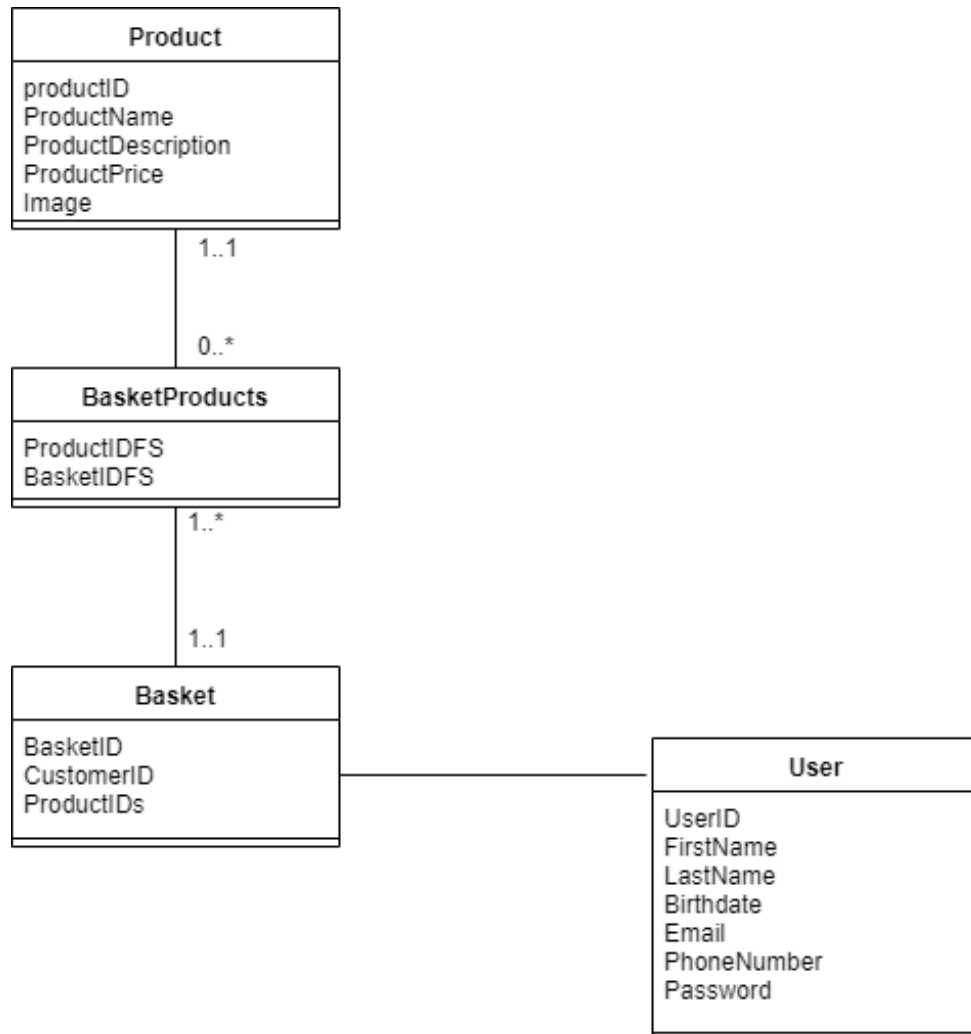 Product
productID
ProductName
ProductDescription
ProductPrice
Image
1..1
0..*
BasketProducts
ProductIDFS
BasketIDFS
1..*
1..1
Basket
BasketID
CustomerID
ProductIDs
User
UserID
FirstName
LastName
Birthdate
Email
PhoneNumber
Password